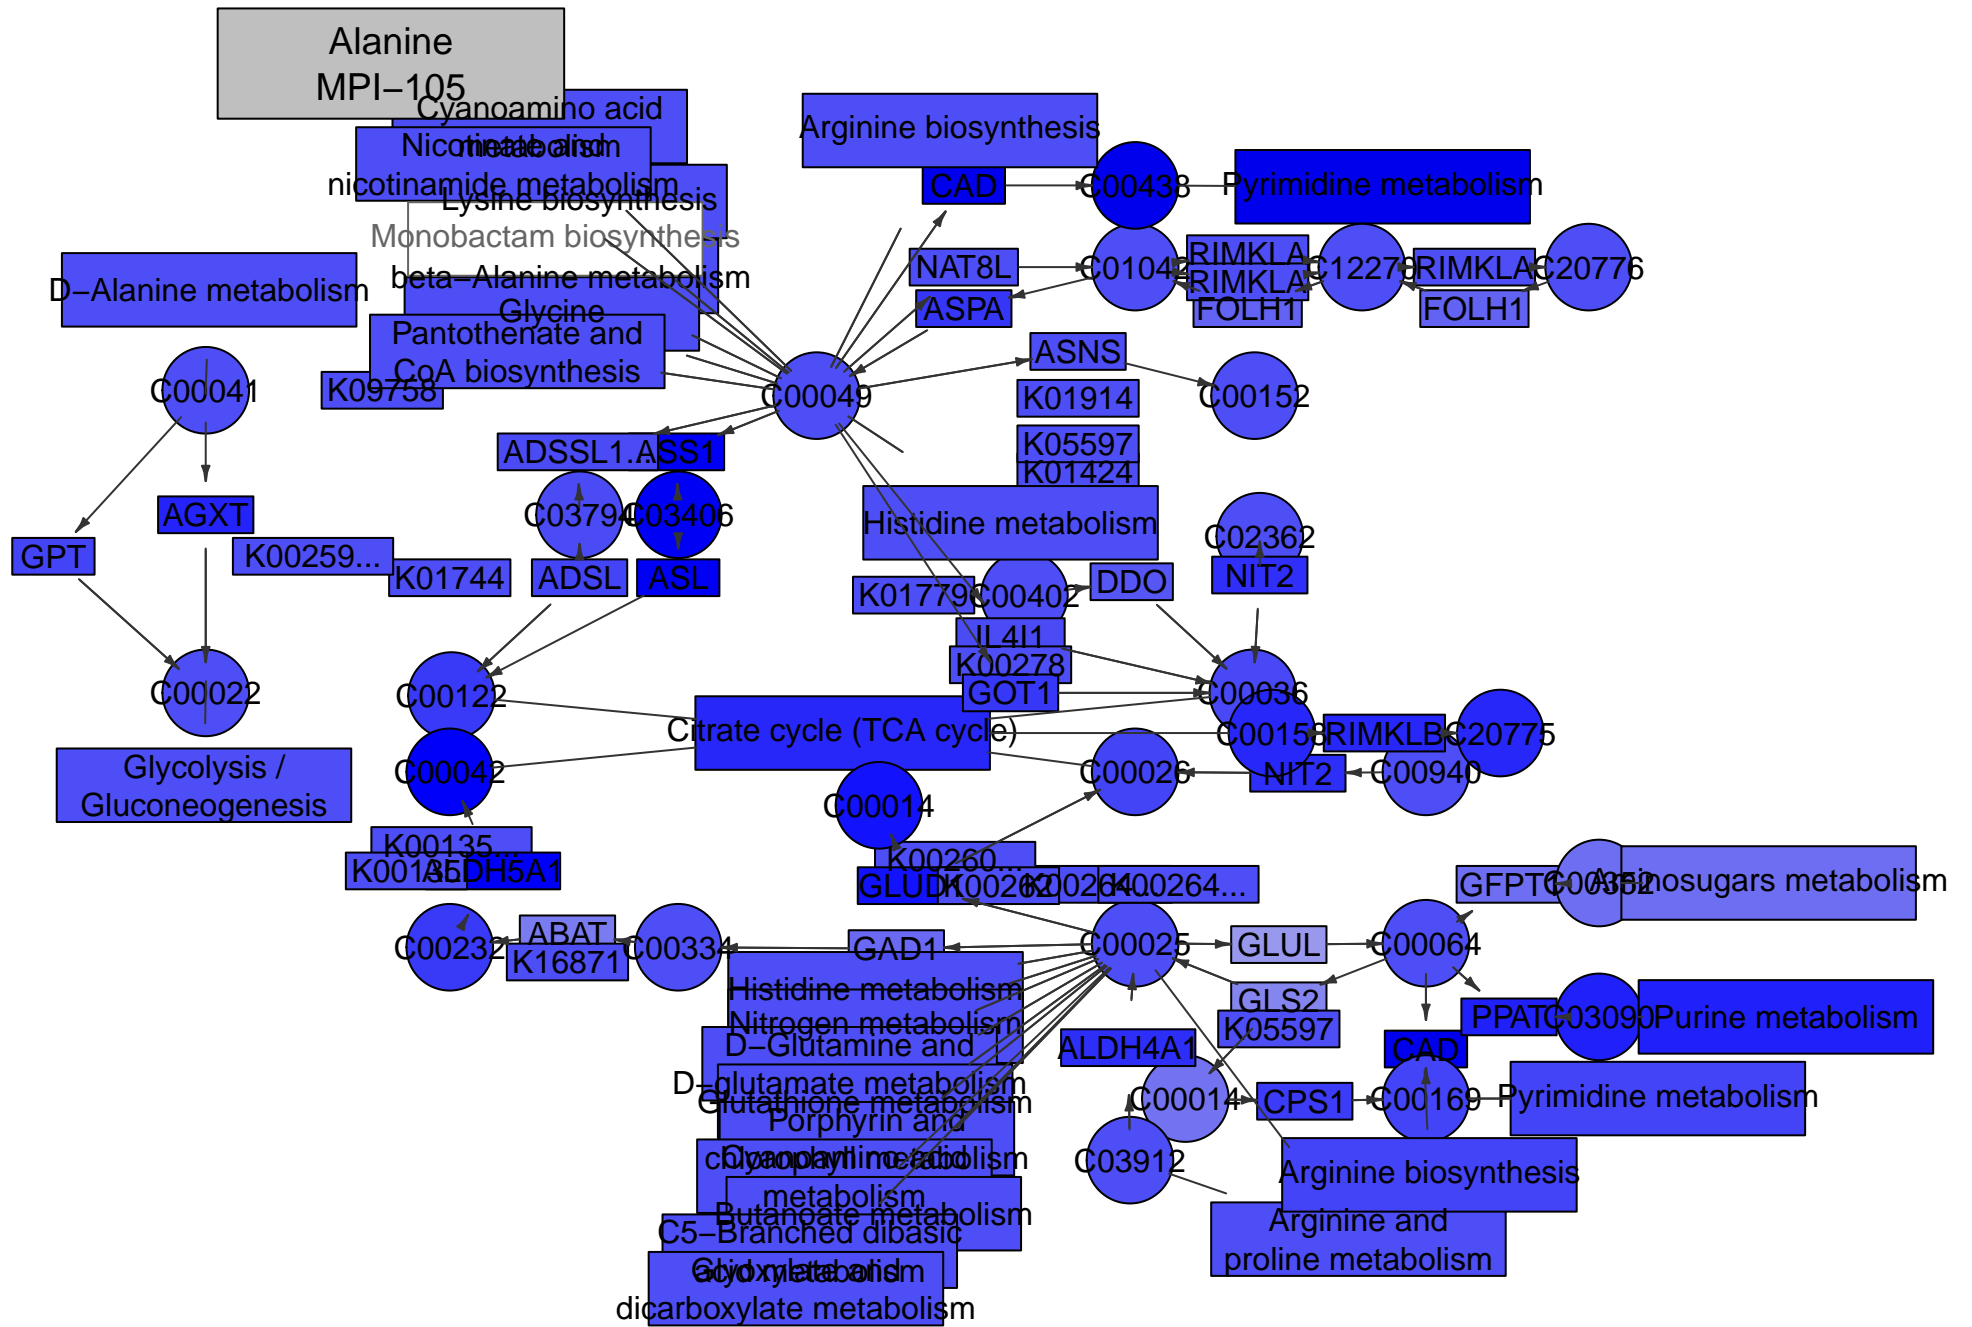 Alanine
MPI−105
Cyanoamino acid
metabolism
Nicotinate and
nicotinamide metabolism
Lysine biosynthesis
Monobactam biosynthesis
beta−Alanine metabolism
Glycine
Pantothenate and
CoA biosynthesis
D−Alanine metabolism
Arginine biosynthesis
CAD
C00438
Pyrimidine metabolism
NAT8L
C01042
RIMKLA
RIMKLA
FOLH1
C12270
RIMKLA
FOLH1
C20776
ASPA
ASNS
C00152
C00041
K09758
C00049
K01914
K05597
K01424
ADSSL1...
ASS1
C03794
C03406
AGXT
GPT
K00259...
K01744
ADSL
ASL
Histidine metabolism
C02362
NIT2
K01779
C00402
DDO
IL4I1
K00278
GOT1
C00036
C00022
C00122
Citrate cycle (TCA cycle)
C00158
RIMKLB
C20775
C00042
C00026
NIT2
C00940
Glycolysis /
Gluconeogenesis
C00014
K00135...
K00135
ALDH5A1
K00260...
GLUD1
K00262
K00264...
K00264...
GFPT1
C00352
Aminosugars metabolism
C00232
ABAT
K16871
C00334
GAD1
C00025
GLUL
C00064
GLS2
K05597
Histidine metabolism
Nitrogen metabolism
D−Glutamine and
D−glutamate metabolism
Glutathione metabolism
Porphyrin and
chlorophyll metabolism
Cyanoamino acid
metabolism
Butanoate metabolism
C5−Branched dibasic
acid metabolism
Glyoxylate and
dicarboxylate metabolism
ALDH4A1
CAD
PPAT
C03090
Purine metabolism
C00014
CPS1
C00169
Pyrimidine metabolism
C03912
Arginine biosynthesis
Arginine and
proline metabolism